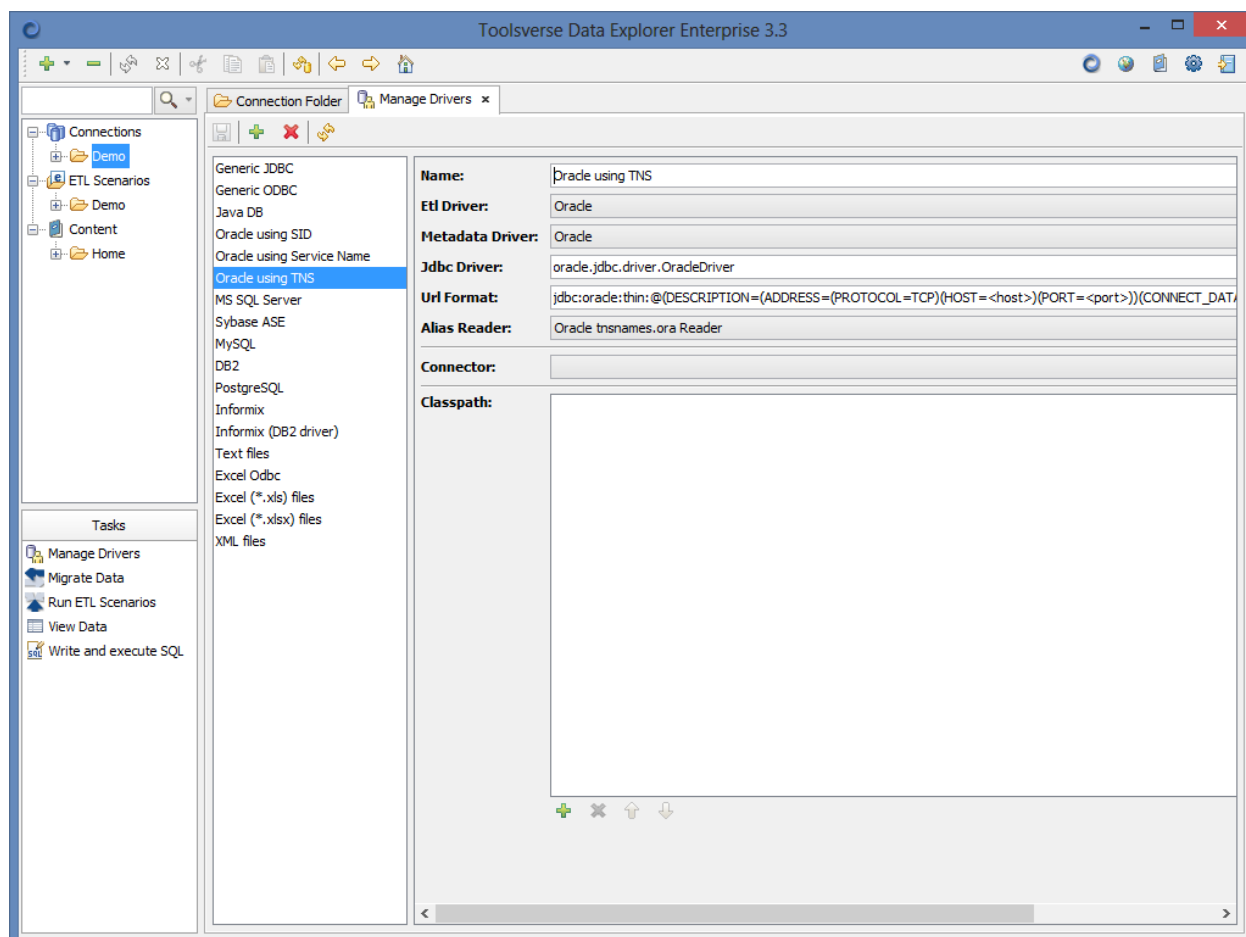 Toolsverse Data Explorer Enterprise 3.3
Connection Folder
Manage Drivers
Connections
Demo
ETL Scenarios
Demo
Content
Home
Tasks
Manage Drivers
Migrate Data
Run ETL Scenarios
View Data
Write and execute SQL
Generic JDBC
Generic ODBC
Java DB
Oracle using SID
Oracle using Service Name
Oracle using TNS
MS SQL Server
Sybase ASE
MySQL
DB2
PostgreSQL
Informix
Informix (DB2 driver)
Text files
Excel Odbc
Excel (*.xls) files
Excel (*.xlsx) files
XML files
Name: Oracle using TNS
Etl Driver: Oracle
Metadata Driver: Oracle
Jdbc Driver: oracle.jdbc.driver.OracleDriver
Url Format: jdbc:oracle:thin:@(DESCRIPTION=(ADDRESS=(PROTOCOL=TCP)(HOST=<host>)(PORT=<port>))(CONNECT_DATA
Alias Reader: Oracle tnsnames.ora Reader
Connector:
Classpath: